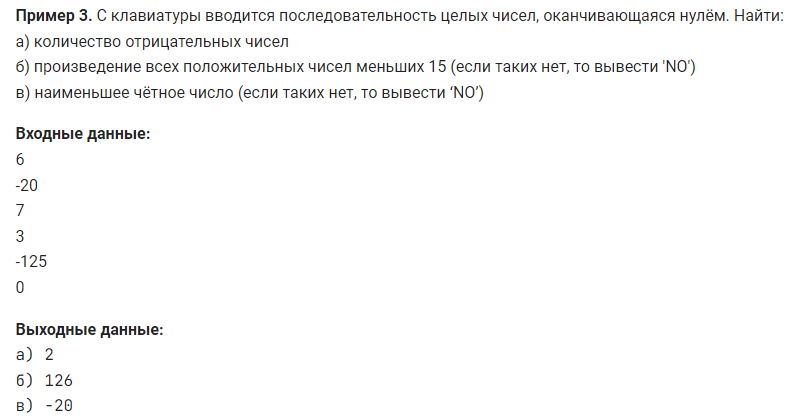 Пример 3. С клавиатуры вводится последовательность целых чисел, оканчивающаяся нулём. Найти:
а) количество отрицательных чисел
б) произведение всех положительных чисел меньших 15 (если таких нет, то вывести 'NO')
в) наименьшее чётное число (если таких нет, то вывести ‘NO’)
Входные данные:
6
-20
7
3
-125
0
Выходные данные:
а) 2
б) 126
в) -20